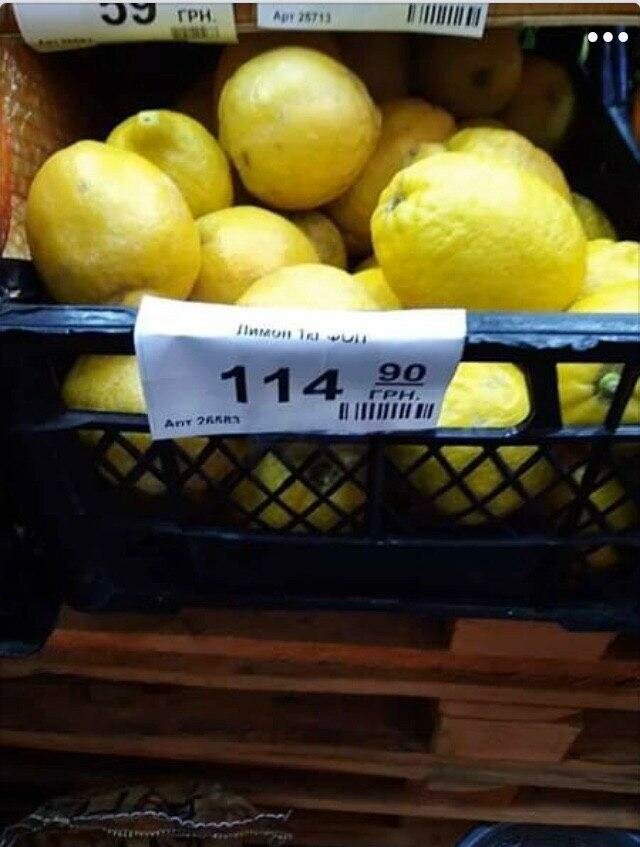 59 ГРН.
Арт 26713
Лимон 1кг ФОП
114 90
ГРН.
Арт 26583